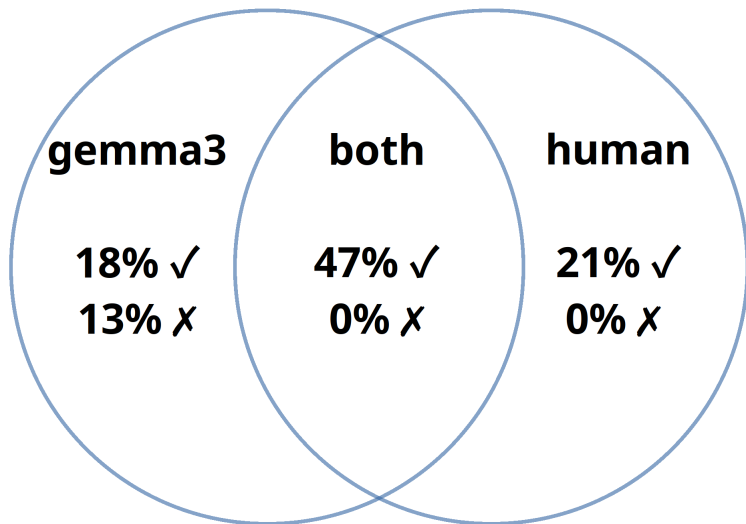 gemma3 both human
18% ✓ 47% ✓ 21% ✓
13% ✗ 0% ✗ 0% ✗